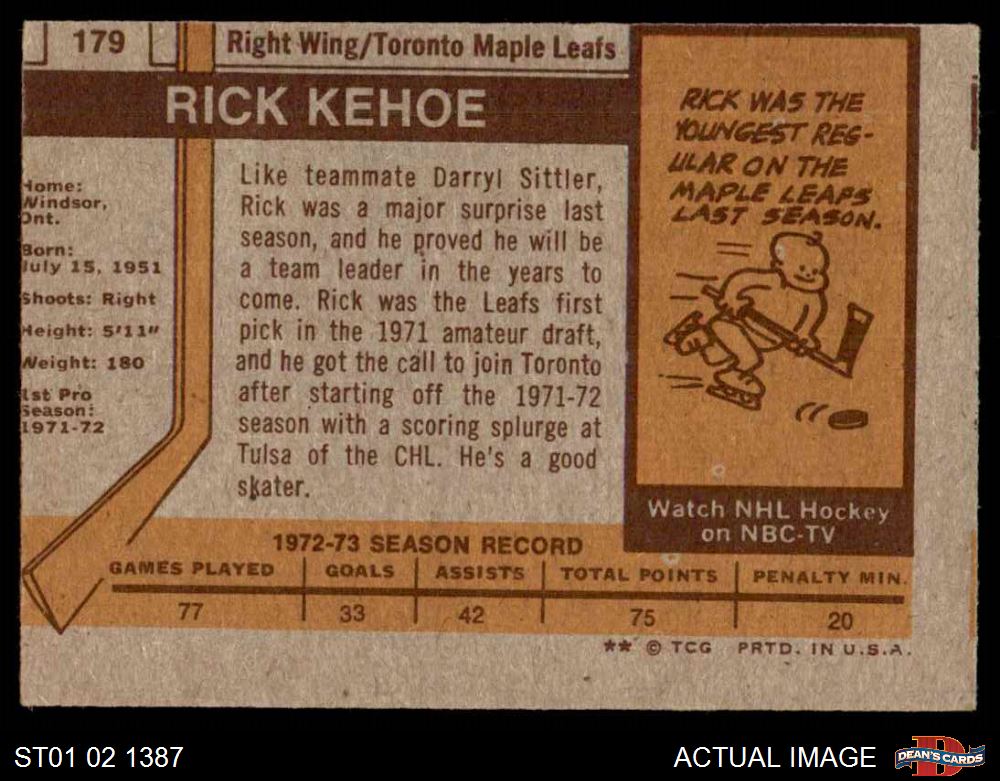 179
Right Wing/Toronto Maple Leafs
RICK KEHOE
Home:
Windsor,
Ont.
Born:
July 15, 1951
Shoots: Right
Height: 5'11"
Weight: 180
1st Pro
Season:
1971-72
Like teammate Darryl Sittler,
Rick was a major surprise last
season, and he proved he will be
a team leader in the years to
come. Rick was the Leafs first
pick in the 1971 amateur draft,
and he got the call to join Toronto
after starting off the 1971-72
season with a scoring splurge at
Tulsa of the CHL. He's a good
skater.
RICK WAS THE
YOUNGEST REG-
ULAR ON THE
MAPLE LEAFS
LAST SEASON.
Watch NHL Hockey
on NBC-TV
1972-73 SEASON RECORD
GAMES PLAYED GOALS ASSISTS TOTAL POINTS PENALTY MIN.
77 33 42 75 20
** © TCG PRTD. IN U.S.A.
ST01 02 1387
ACTUAL IMAGE
DEAN'S CARDS